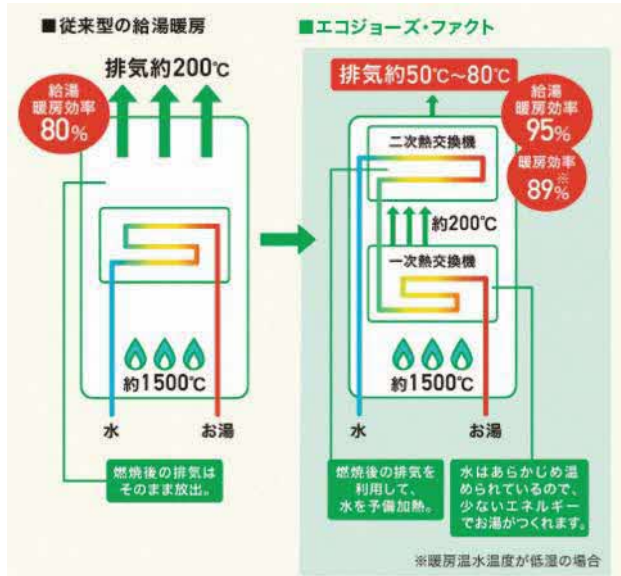 ■従来型の給湯暖房
排気約200℃
給湯
暖房効率
80%
約1500℃
水
お湯
燃焼後の排気は
そのまま放出。
■エコジョーズ・ファクト
排気約50℃~80℃
給湯
暖房効率
95%
暖房効率
※
89%
二次熱交換機
約200℃
一次熱交換機
約1500℃
水
お湯
燃焼後の排気を
利用して、
水を予備加熱。
水はあらかじめ温
められているので、
少ないエネルギー
でお湯がつくれます。
※暖房温水温度が低湿の場合